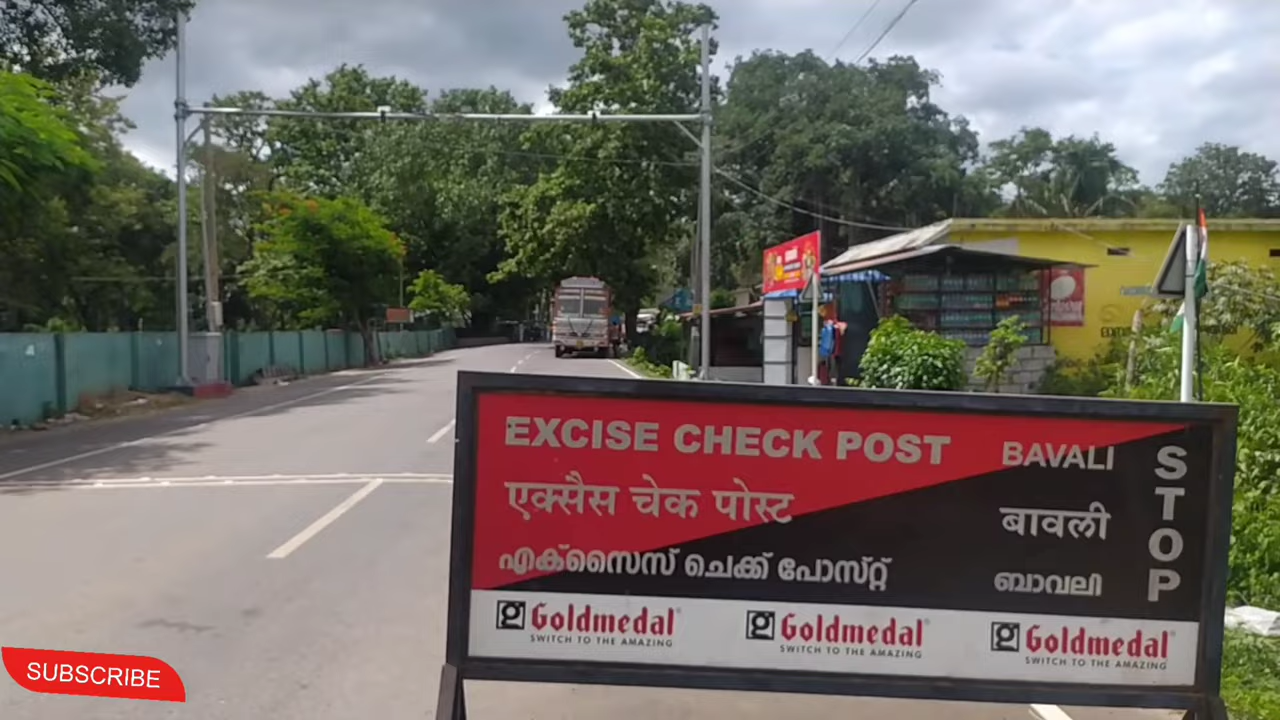 EXCISE CHECK POST BAVALI
एक्सैस चेक पोस्ट बावली
എക്സൈസ് ചെക്ക് പോസ്റ്റ് ബാവലി
STOP
Goldmedal Goldmedal Goldmedal
SWITCH TO THE AMAZING SWITCH TO THE AMAZING SWITCH TO THE AMAZING
SUBSCRIBE